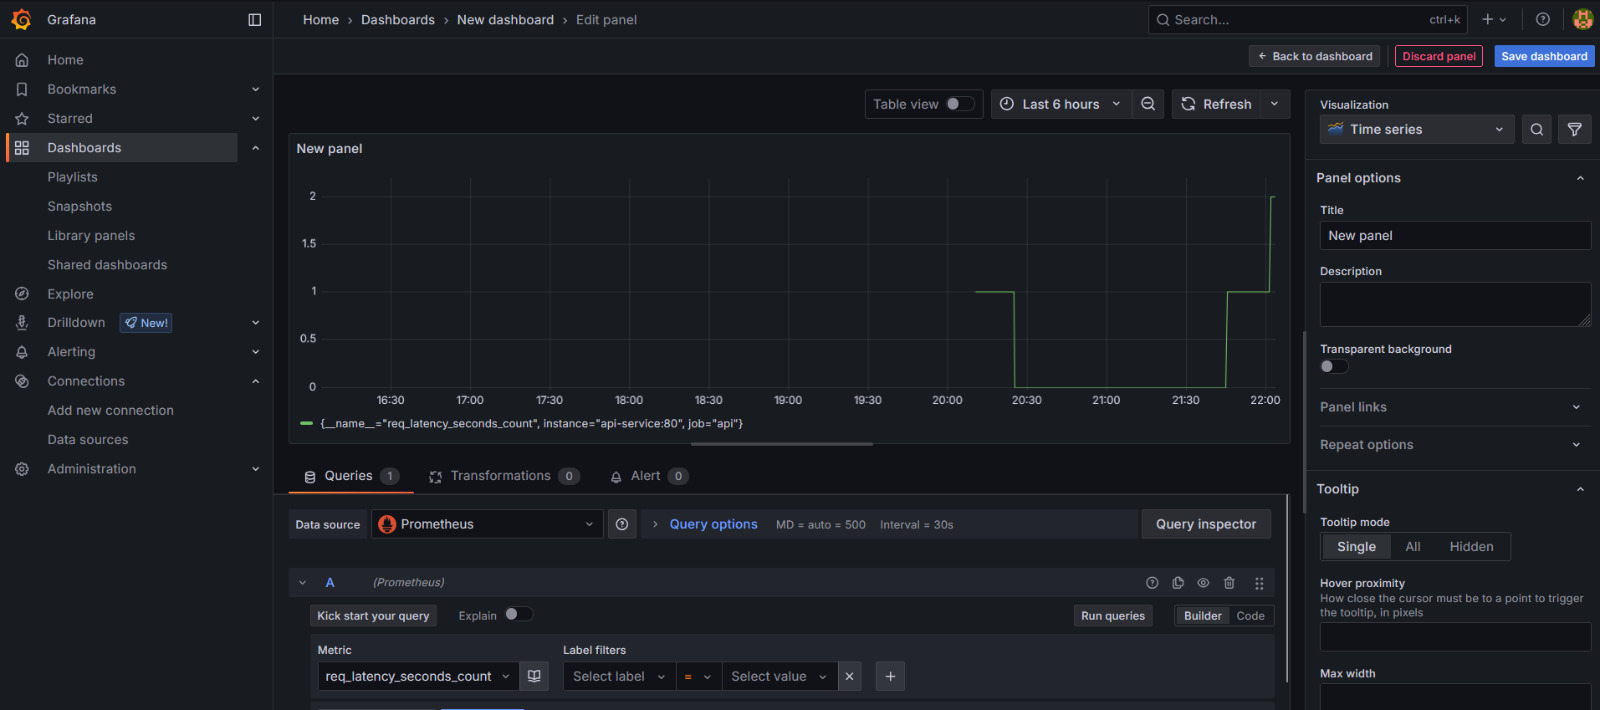 Grafana
Home › Dashboards › New dashboard › Edit panel
Search...
ctrl+k
Back to dashboard
Discard panel
Save dashboard
Home
Bookmarks
Starred
Dashboards
Playlists
Snapshots
Library panels
Shared dashboards
Explore
Drilldown
New!
Alerting
Connections
Add new connection
Data sources
Administration
Table view
Last 6 hours
Refresh
New panel
2
1.5
1
0.5
0
16:30 17:00 17:30 18:00 18:30 19:00 19:30 20:00 20:30 21:00 21:30 22:00
{__name__="req_latency_seconds_count", instance="api-service:80", job="api"}
Queries 1
Transformations 0
Alert 0
Data source
Prometheus
Query options
MD = auto = 500
Interval = 30s
Query inspector
A
(Prometheus)
Kick start your query
Explain
Run queries
Builder
Code
Metric
Label filters
req_latency_seconds_count
Select label
=
Select value
Visualization
Time series
Panel options
Title
New panel
Description
Transparent background
Panel links
Repeat options
Tooltip
Tooltip mode
Single
All
Hidden
Hover proximity
How close the cursor must be to a point to trigger
the tooltip, in pixels
Max width